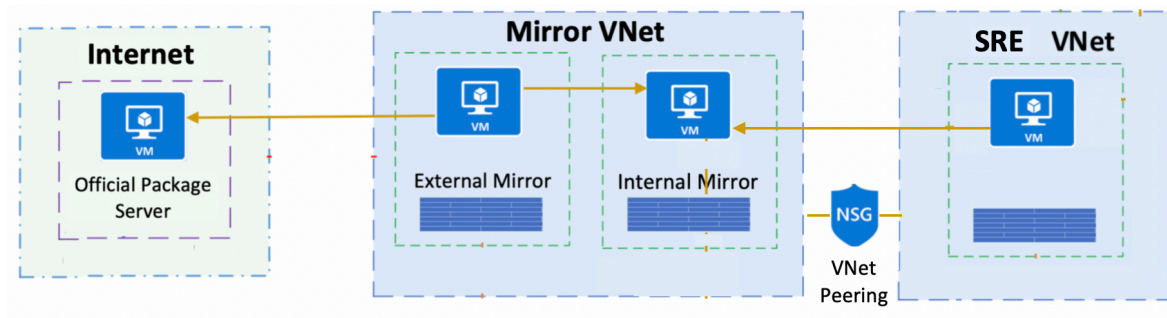 Internet
VM
Official Package
Server
Mirror VNet
VM
External Mirror
VM
Internal Mirror
NSG
VNet
Peering
SRE VNet
VM